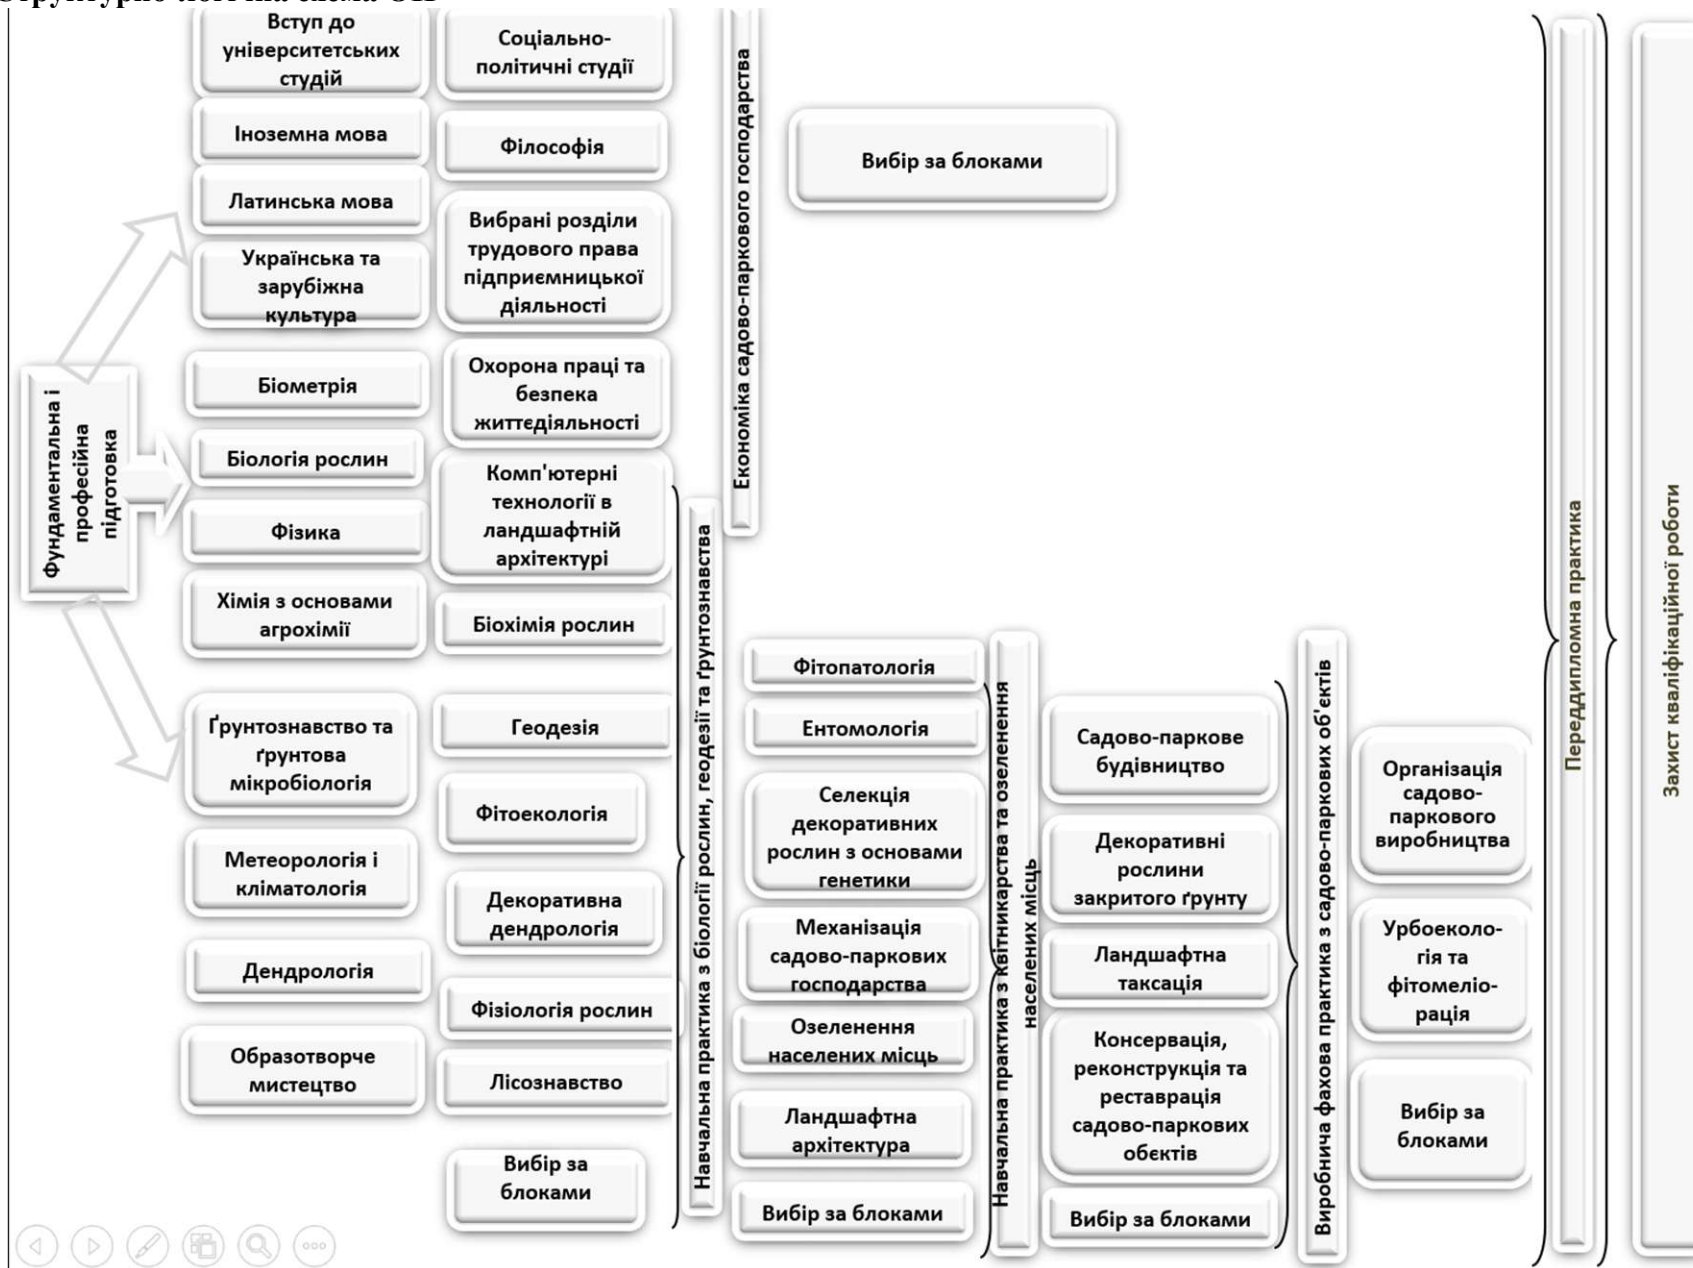 Структурно-логічна схема ОП
Фундаментальна і
професійна
підготовка
Вступ до
університетських
студій
Іноземна мова
Латинська мова
Українська та
зарубіжна
культура
Біометрія
Біологія рослин
Фізика
Хімія з основами
агрохімії
Ґрунтознавство та
ґрунтова
мікробіологія
Метеорологія і
кліматологія
Дендрологія
Образотворче
мистецтво
Соціально-
політичні студії
Філософія
Вибрані розділи
трудового права
підприємницької
діяльності
Охорона праці та
безпека
життєдіяльності
Комп'ютерні
технології в
ландшафтній
архітектурі
Біохімія рослин
Геодезія
Фітоекологія
Декоративна
дендрологія
Фізіологія рослин
Лісознавство
Вибір за
блоками
Навчальна практика з біології рослин, геодезії та ґрунтознавства
Економіка садово-паркового господарства
Вибір за блоками
Фітопатологія
Ентомологія
Селекція
декоративних
рослин з основами
генетики
Механізація
садово-паркових
господарства
Озеленення
населених місць
Ландшафтна
архітектура
Вибір за блоками
Навчальна практика з квітникарства та озеленення
населених місць
Садово-паркове
будівництво
Декоративні
рослини
закритого ґрунту
Ландшафтна
таксація
Консервація,
реконструкція та
реставрація
садово-паркових
обєктів
Вибір за блоками
Виробнича фахова практика з садово-паркових об'єктів
Організація
садово-
паркового
виробництва
Урбоеколо-
гія та
фітомеліо-
рація
Вибір за
блоками
Переддипломна практика
Захист кваліфікаційної роботи